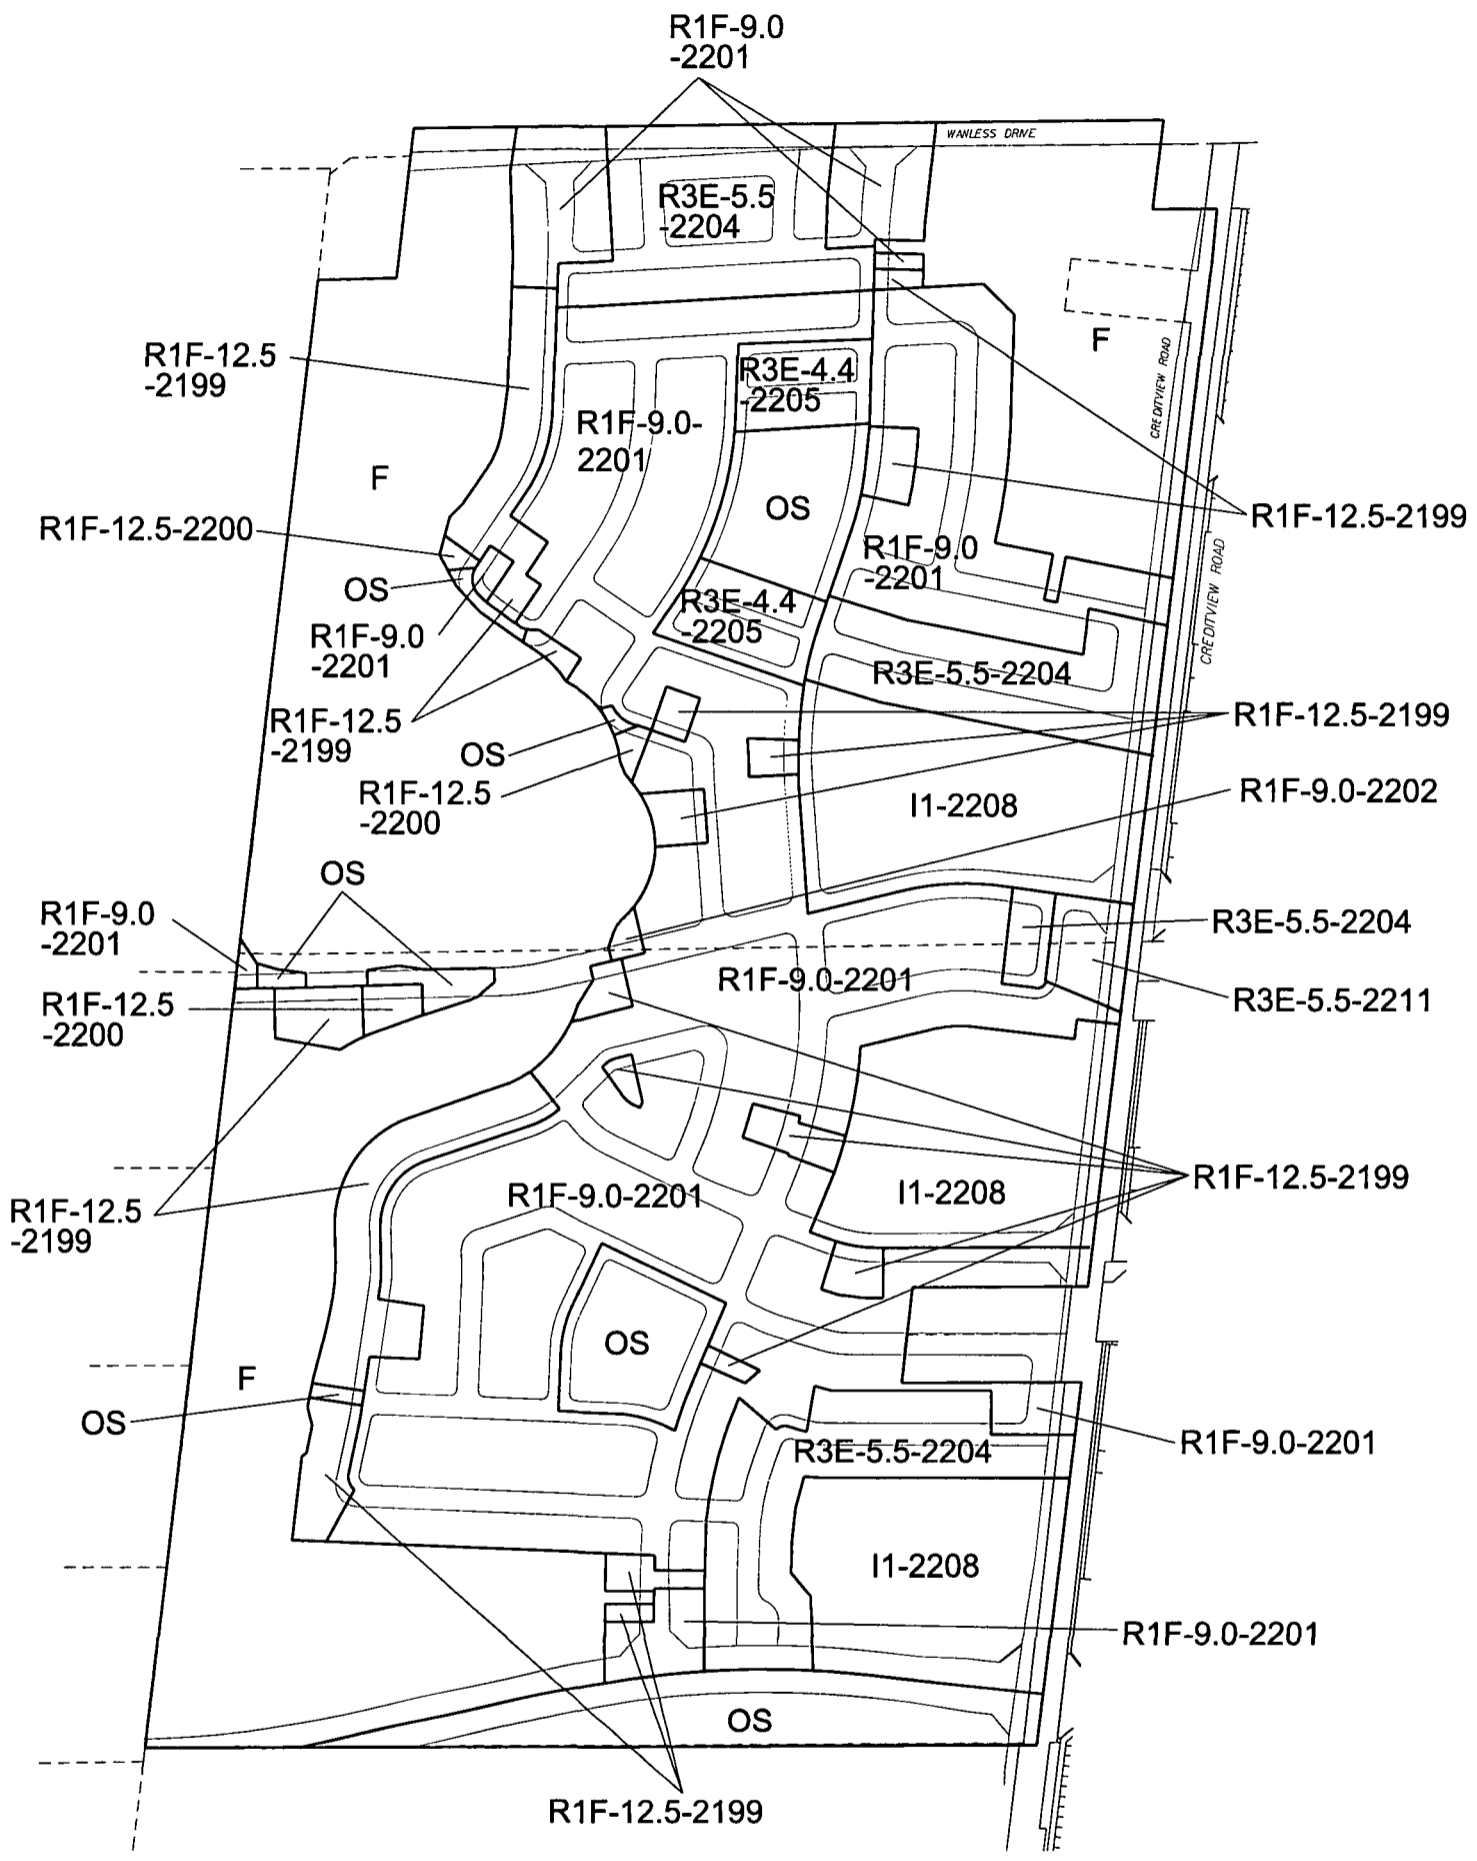 R1F-9.0
-2201
WANLESS DRIVE
R3E-5.5
-2204
F
CREDITVIEW ROAD
R1F-12.5
-2199
R3E-4.4
-2205
R1F-9.0-
2201
F
OS
R1F-12.5-2199
R1F-12.5-2200
R1F-9.0
-2201
CREDITVIEW ROAD
OS
R3E-4.4
-2205
R1F-9.0
-2201
R3E-5.5-2204
R1F-12.5
-2199
R1F-12.5-2199
OS
R1F-12.5
-2200
I1-2208
R1F-9.0-2202
OS
R1F-9.0
-2201
R3E-5.5-2204
R1F-9.0-2201
R1F-12.5
-2200
R3E-5.5-2211
R1F-12.5-2199
R1F-9.0-2201
I1-2208
R1F-12.5
-2199
OS
F
OS
R1F-9.0-2201
R3E-5.5-2204
I1-2208
R1F-9.0-2201
OS
R1F-12.5-2199